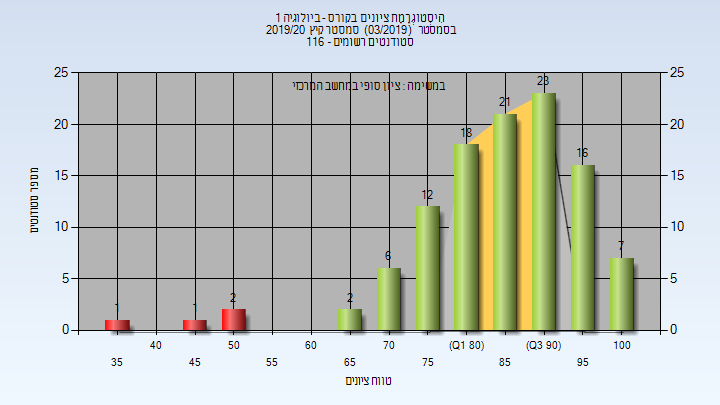 היסטוגרמת ציונים בקורס - ביולוגיה 1
בסמסטר (03/2019) סמסטר קיץ 2019/20
סטודנטים רשומים - 116
במשימה : ציון סופי במחשב המרכזי
מספר סטודנטים
25 20 15 10 5 0
25 20 15 10 5 0
1 1 2 2 6 12 18 21 23 16 7
40 50 60 70 (Q1 80) (Q3 90) 100
35 45 55 65 75 85 95
טווח ציונים